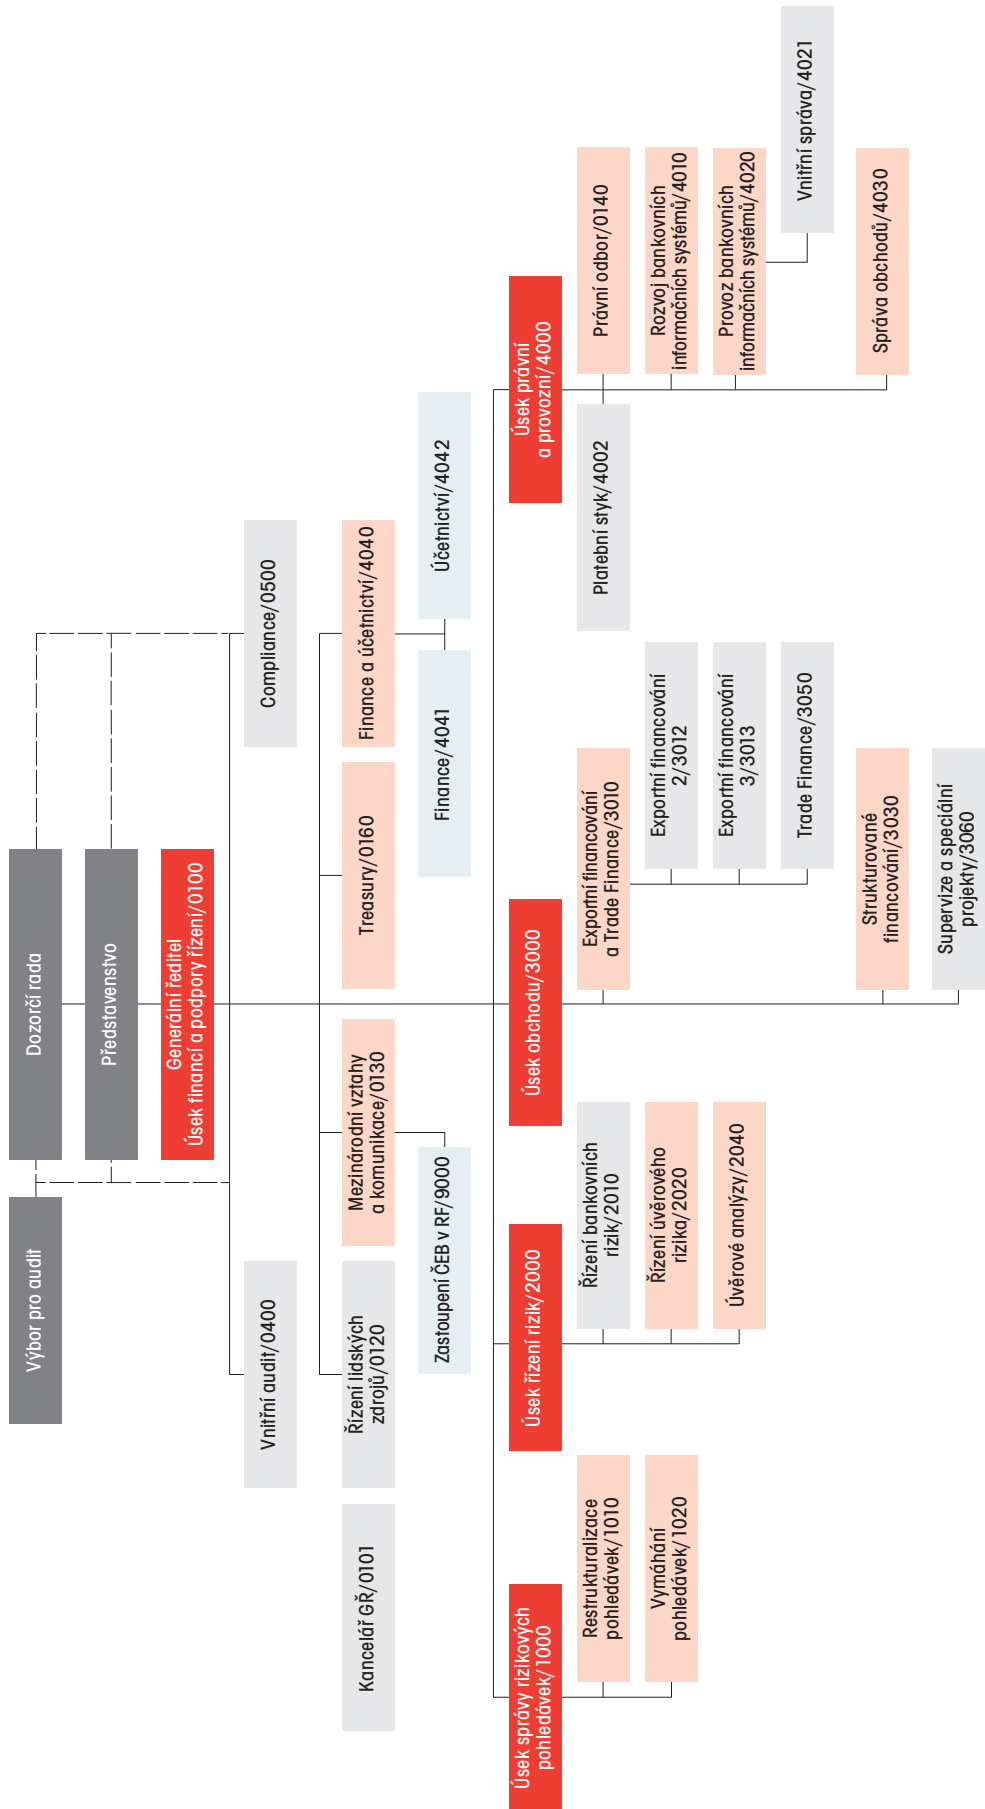 Výbor pro audit
Dozorčí rada
Představenstvo
Generální ředitel
Úsek financí a podpory řízení/0100
Vnitřní audit/0400
Compliance/0500
Kancelář GŘ/0101
Řízení lidských
zdrojů/0120
Mezinárodní vztahy
a komunikace/0130
Treasury/0160
Finance a účetnictví/4040
Zastoupení ČEB v RF/9000
Finance/4041
Účetnictví/4042
Úsek správy rizikových
pohledávek/1000
Úsek řízení rizik/2000
Úsek obchodu/3000
Úsek právní
a provozní/4000
Restrukturalizace
pohledávek/1010
Vymáhání
pohledávek/1020
Řízení bankovních
rizik/2010
Řízení úvěrového
rizika/2020
Úvěrové analýzy/2040
Exportní financování
a Trade Finance/3010
Exportní financování
2/3012
Exportní financování
3/3013
Trade Finance/3050
Strukturované
financování/3030
Supervize a speciální
projekty/3060
Platební styk/4002
Právní odbor/0140
Rozvoj bankovních
informačních systémů/4010
Provoz bankovních
informačních systémů/4020
Vnitřní správa/4021
Správa obchodů/4030